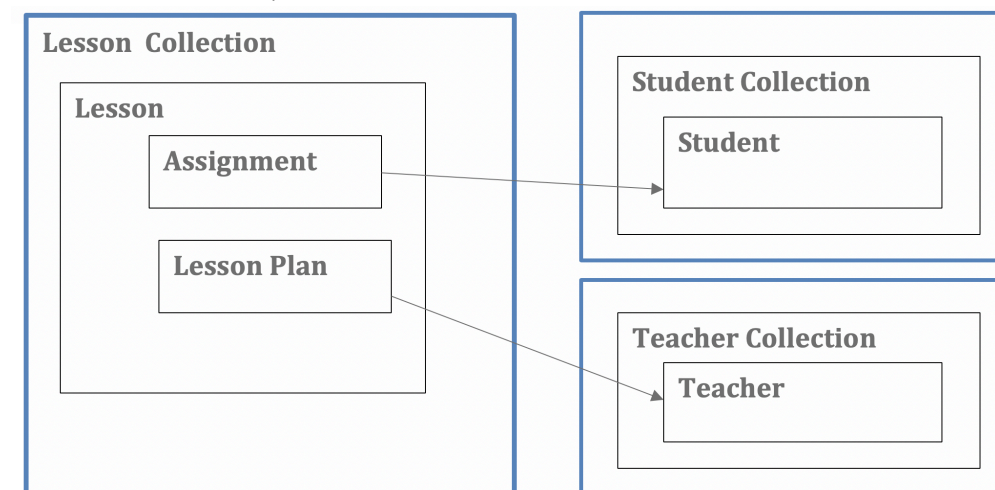 Lesson Collection
Lesson
Assignment
Lesson Plan
Student Collection
Student
Teacher Collection
Teacher